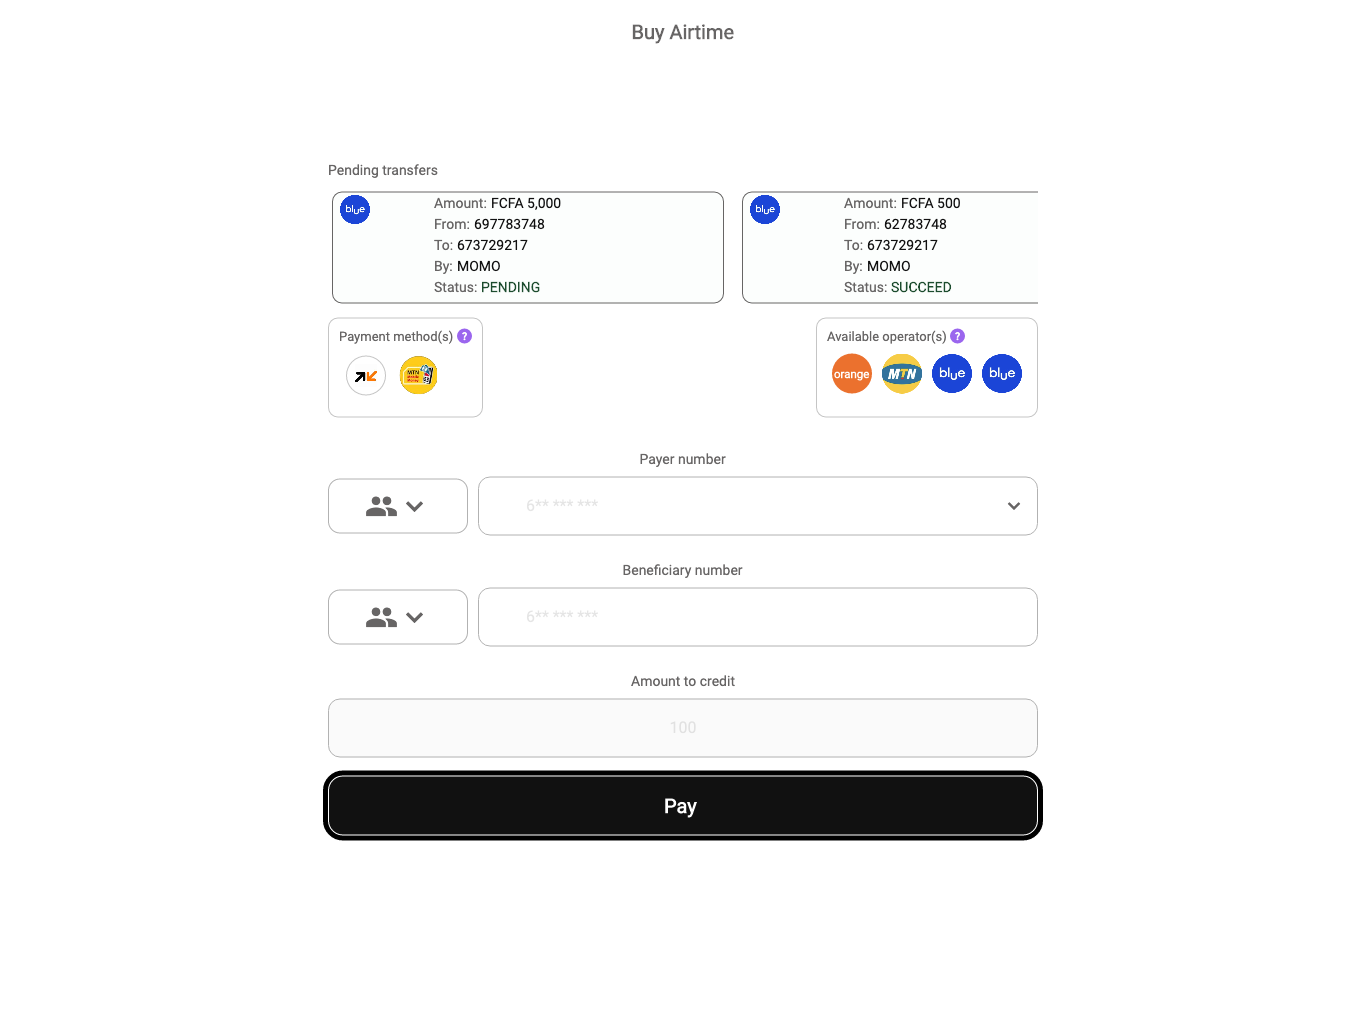 Buy Airtime
Pending transfers
blue
Amount: FCFA 5,000
From: 697783748
To: 673729217
By: MOMO
Status: PENDING
blue
Amount: FCFA 500
From: 62783748
To: 673729217
By: MOMO
Status: SUCCEED
Payment method(s) ?
MTN
Available operator(s) ?
orange MTN blue blue
Payer number
6** *** ***
Beneficiary number
6** *** ***
Amount to credit
100
Pay